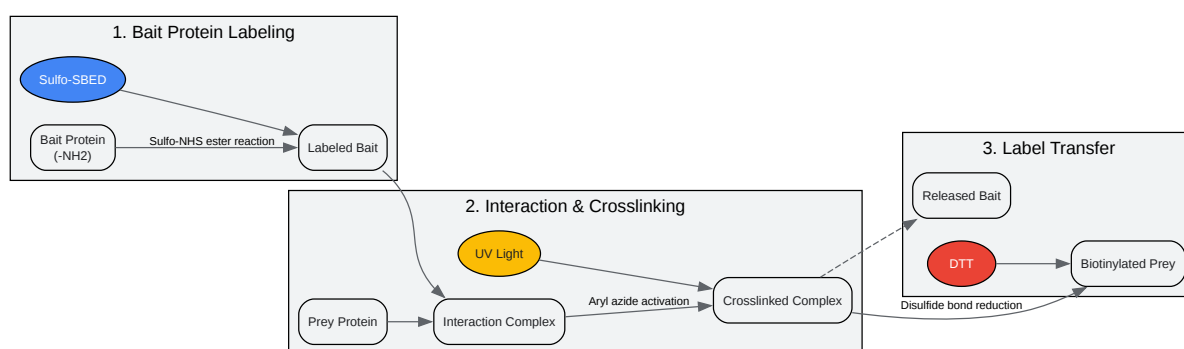 1. Bait Protein Labeling
Sulfo-SBED
Bait Protein
(-NH2)
Sulfo-NHS ester reaction
Labeled Bait
2. Interaction & Crosslinking
UV Light
Prey Protein
Interaction Complex
Aryl azide activation
Crosslinked Complex
3. Label Transfer
Released Bait
DTT
Biotinylated Prey
Disulfide bond reduction